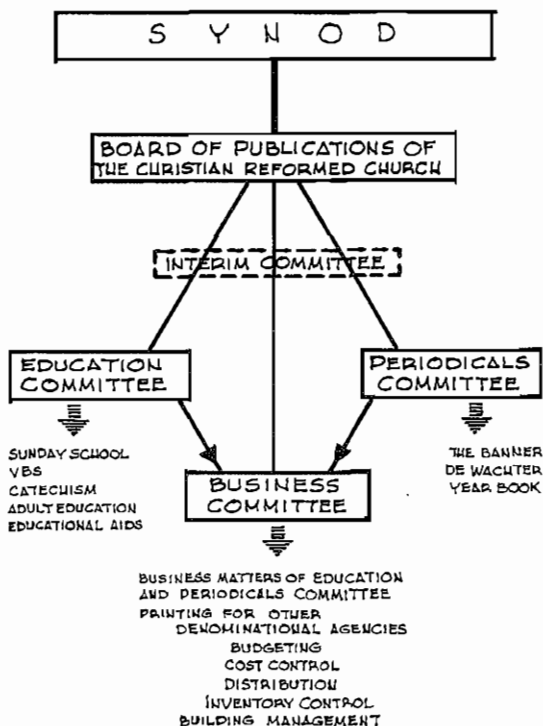 SYNOD
BOARD OF PUBLICATIONS OF
THE CHRISTIAN REFORMED CHURCH
INTERIM COMMITTEE
EDUCATION
COMMITTEE
PERIODICALS
COMMITTEE
SUNDAY SCHOOL
VBS
CATECHISM
ADULT EDUCATION
EDUCATIONAL AIDS
THE BANNER
DE WACHTER
YEAR BOOK
BUSINESS
COMMITTEE
BUSINESS MATTERS OF EDUCATION
AND PERIODICALS COMMITTEE
PRINTING FOR OTHER
DENOMINATIONAL AGENCIES
BUDGETING
COST CONTROL
DISTRIBUTION
INVENTORY CONTROL
BUILDING MANAGEMENT